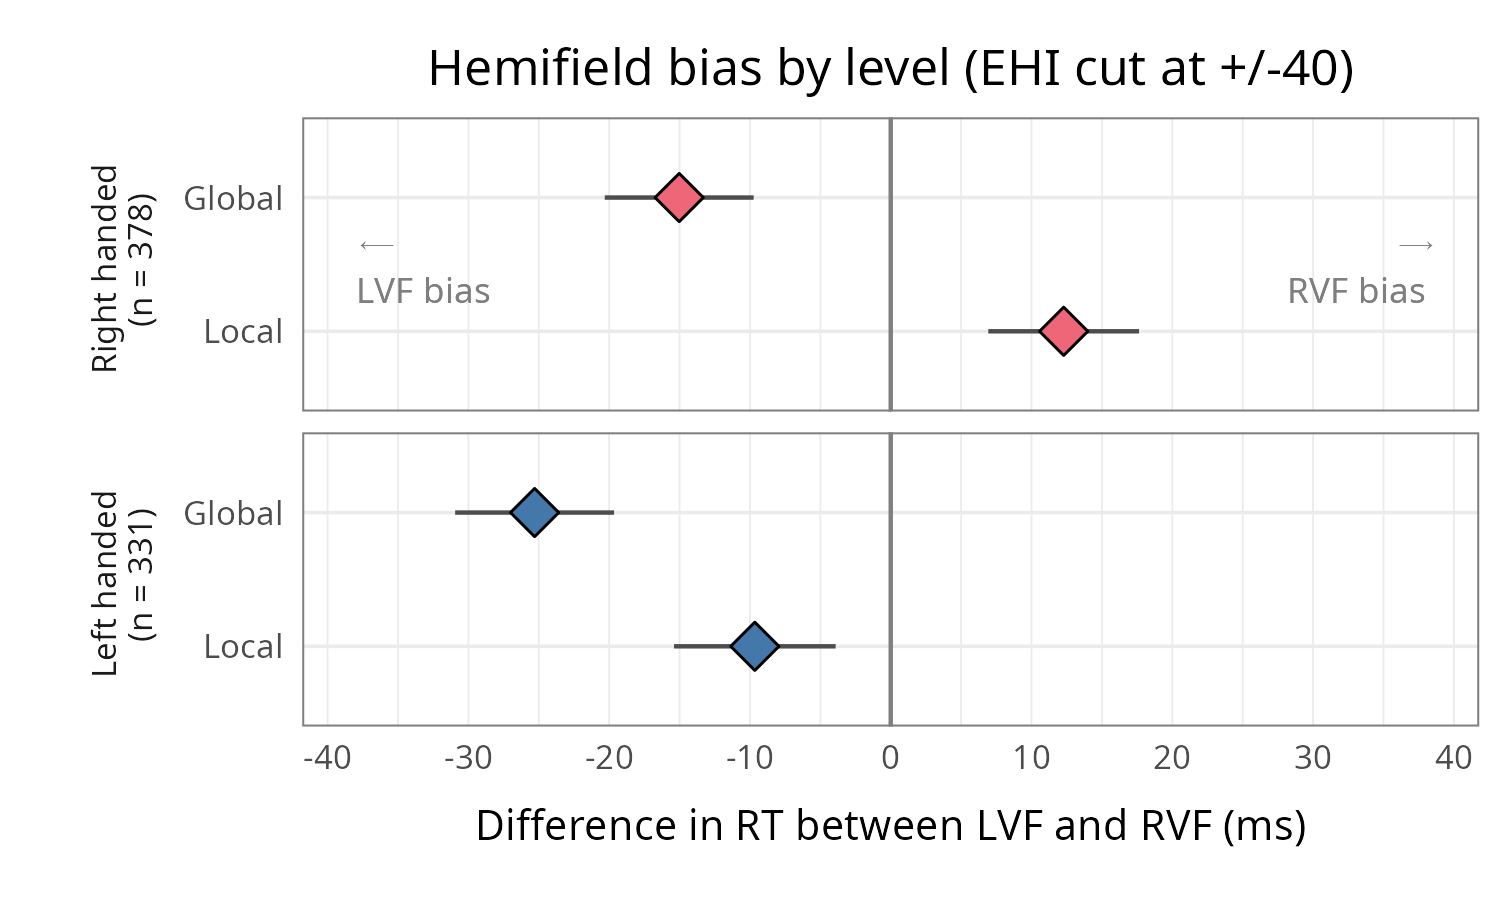 Hemifield bias by level (EHI cut at +/-40)
Right handed
(n = 378)
Global
←
→
LVF bias
RVF bias
Local
Left handed
(n = 331)
Global
Local
-40 -30 -20 -10 0 10 20 30 40
Difference in RT between LVF and RVF (ms)